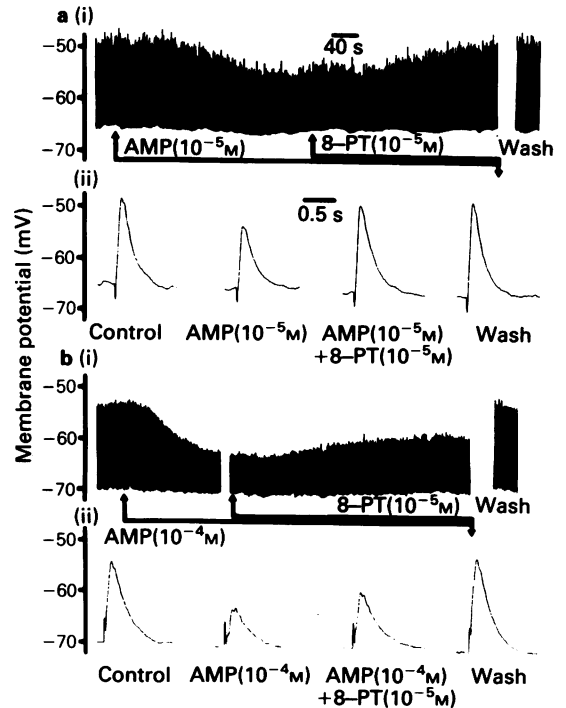 a (i)
40 s
−50
−60
−70
AMP(10⁻⁵M)
8–PT(10⁻⁵M)
Wash
(ii)
0.5 s
−50
−60
−70
Control
AMP(10⁻⁵M)
AMP(10⁻⁵M)
+8–PT(10⁻⁵M)
Wash
Membrane potential (mV)
b (i)
−50
−60
−70
8–PT(10⁻⁵M)
Wash
AMP(10⁻⁴M)
(ii)
−50
−60
−70
Control
AMP(10⁻⁴M)
AMP(10⁻⁴M)
+8–PT(10⁻⁵M)
Wash